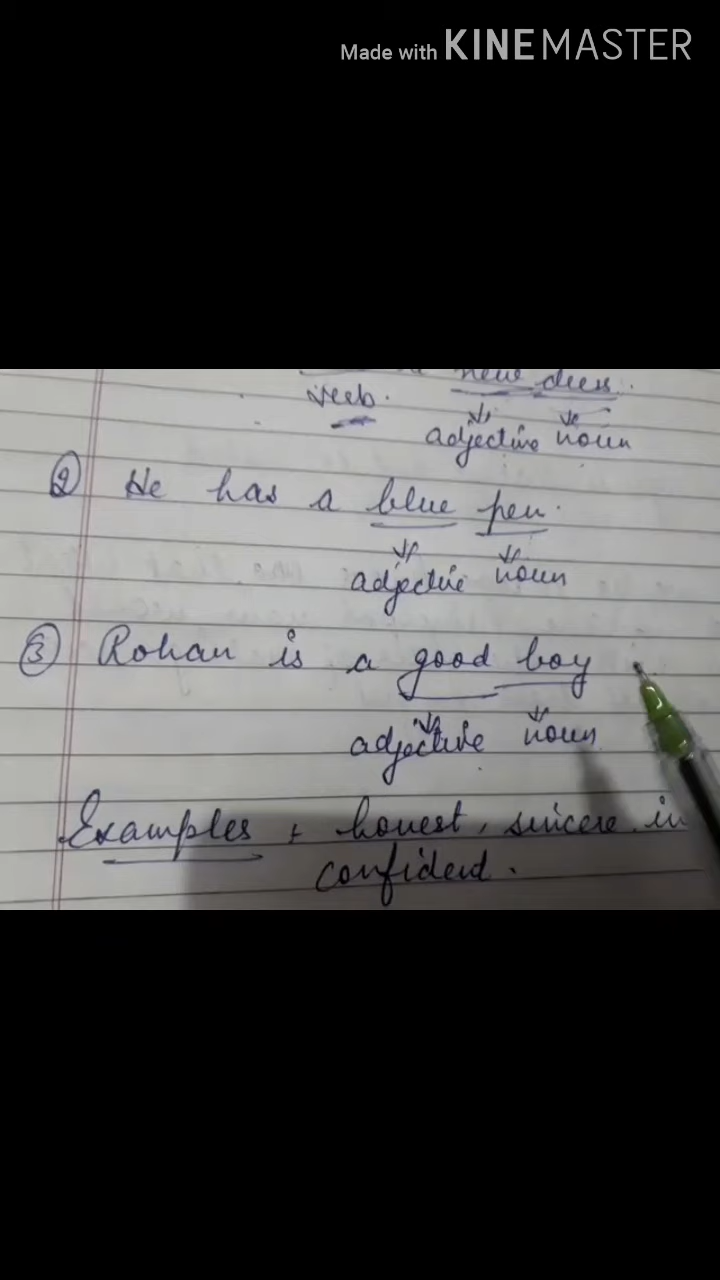 Made with KINEMASTER
new dress.
verb.
adjective noun
② He has a blue pen.
adjective noun
③ Rohan is a good boy
adjective noun
Examples honest, sincere, in
confident.